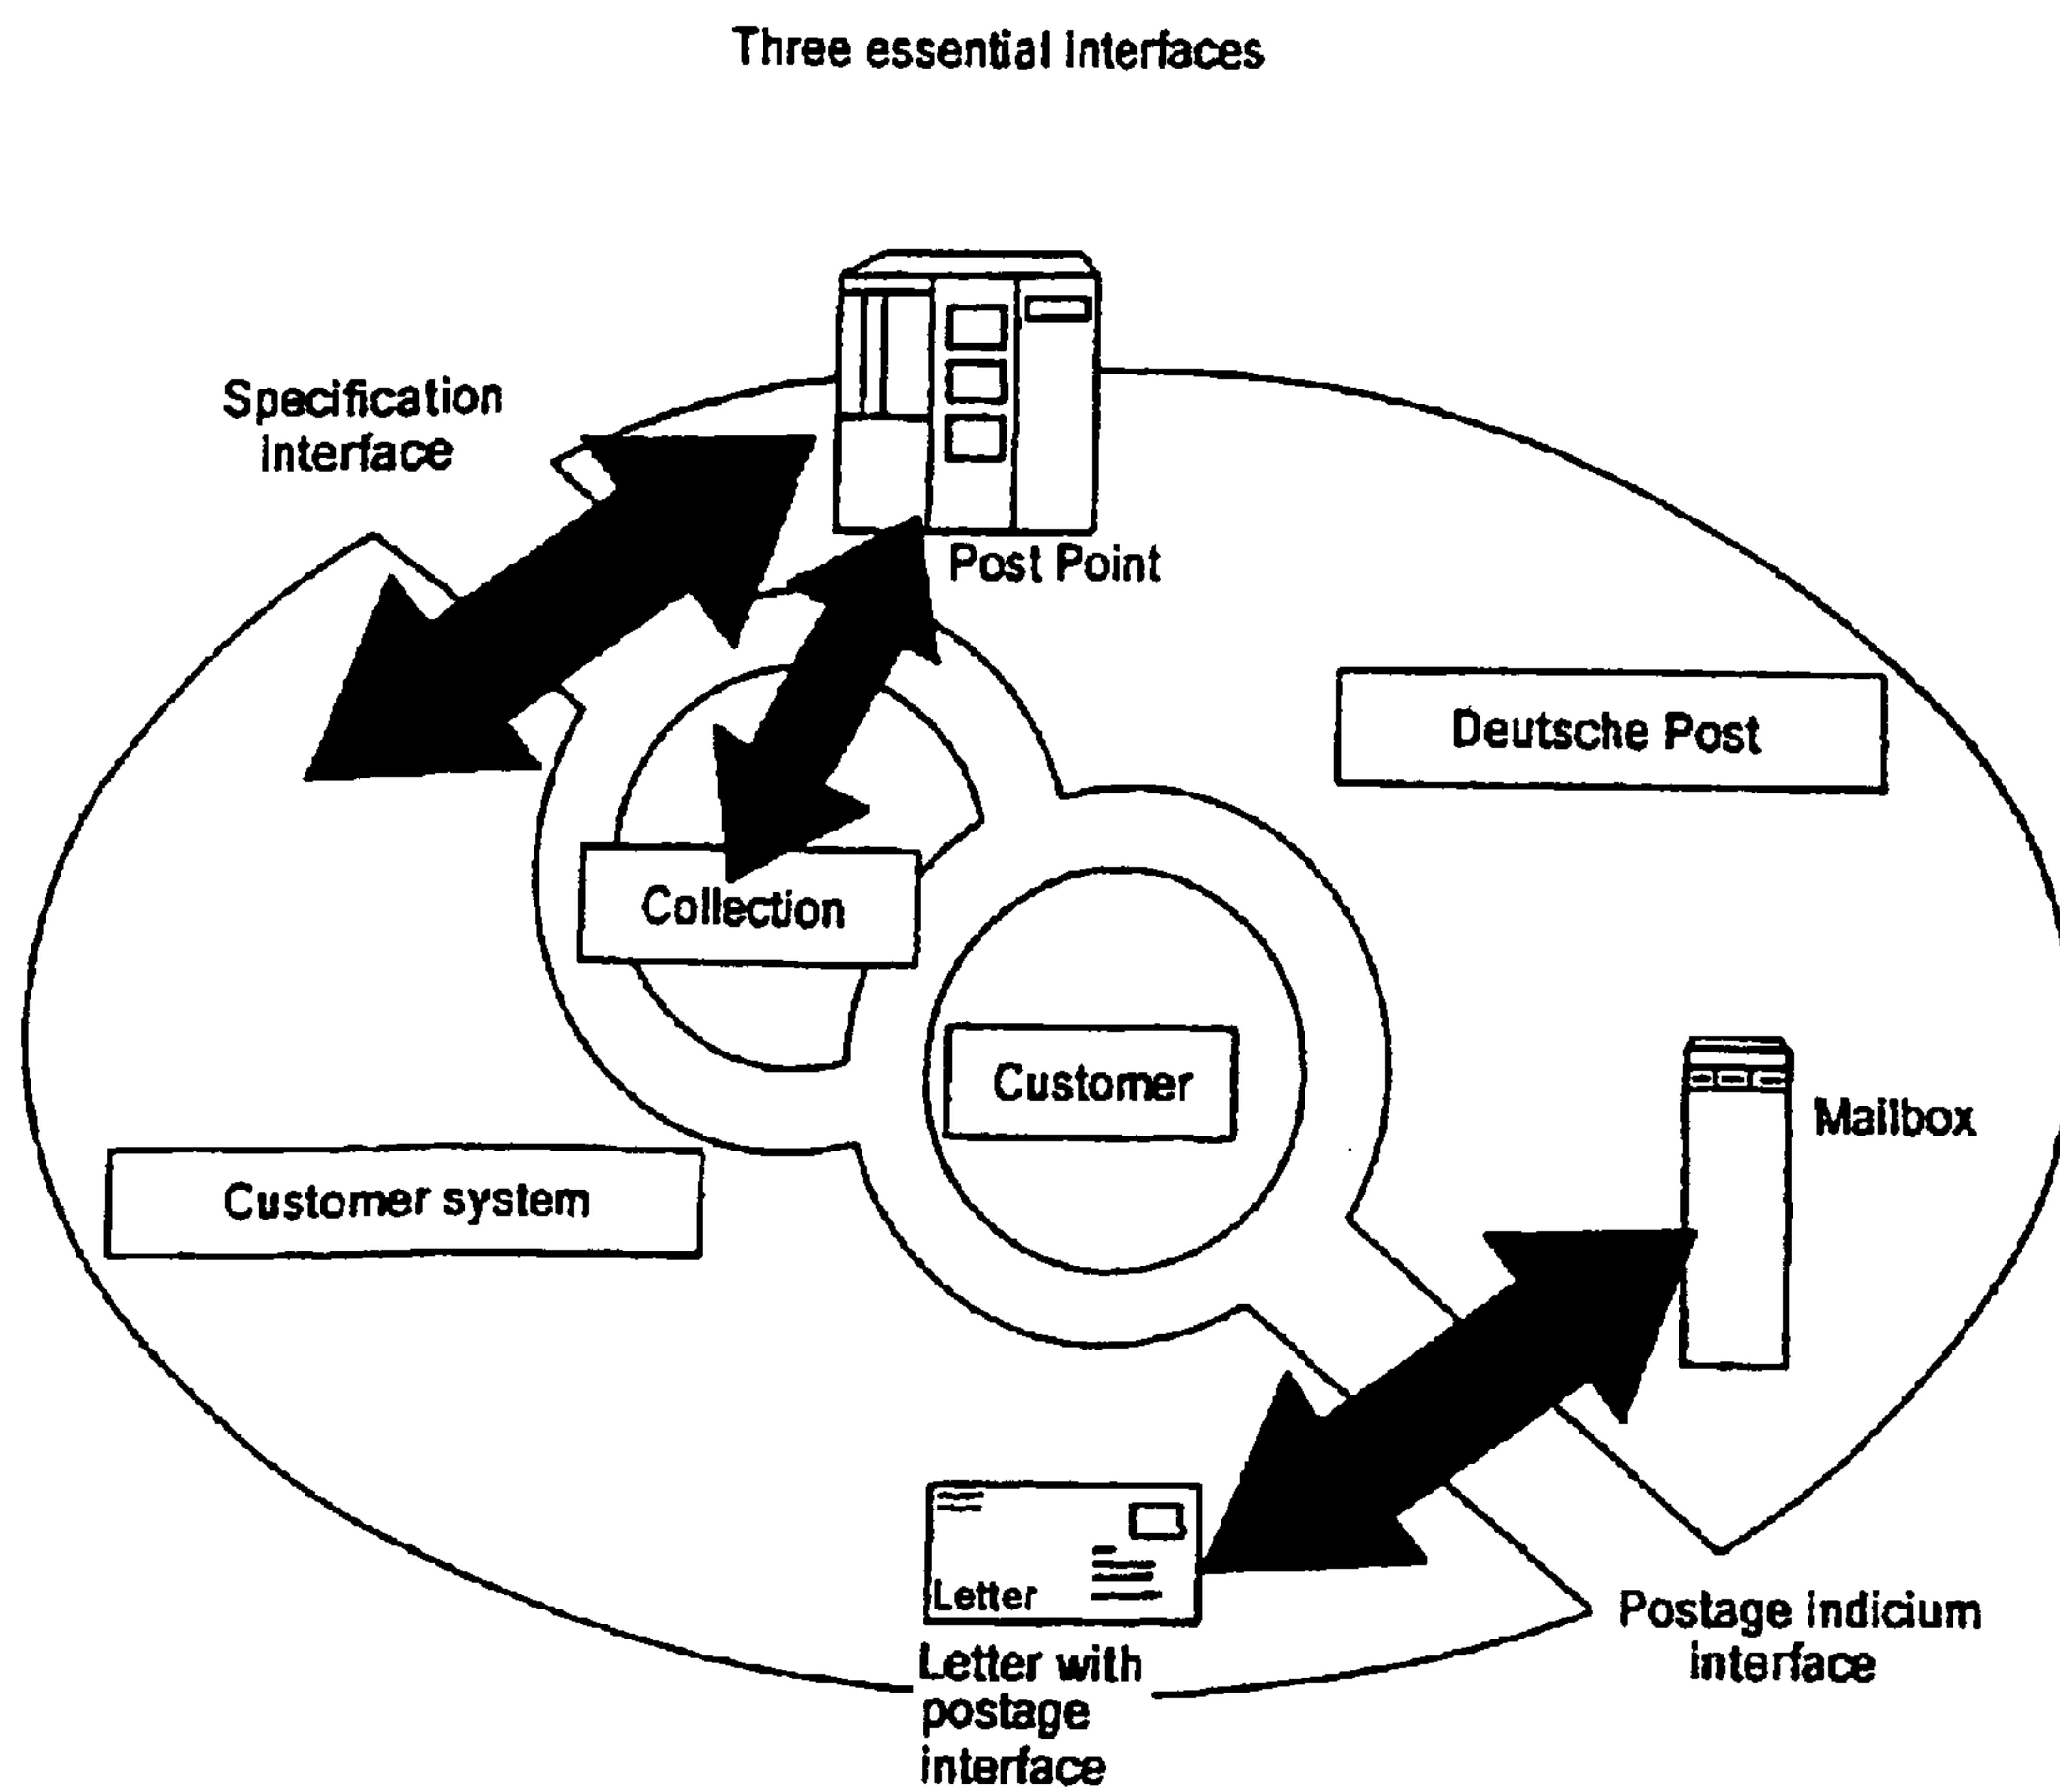 Three essential interfaces
Specification
interface
Post Point
Deutsche Post
Collection
Customer
Mailbox
Customer system
Letter
Postage indicium
interface
Letter with
postage
interface